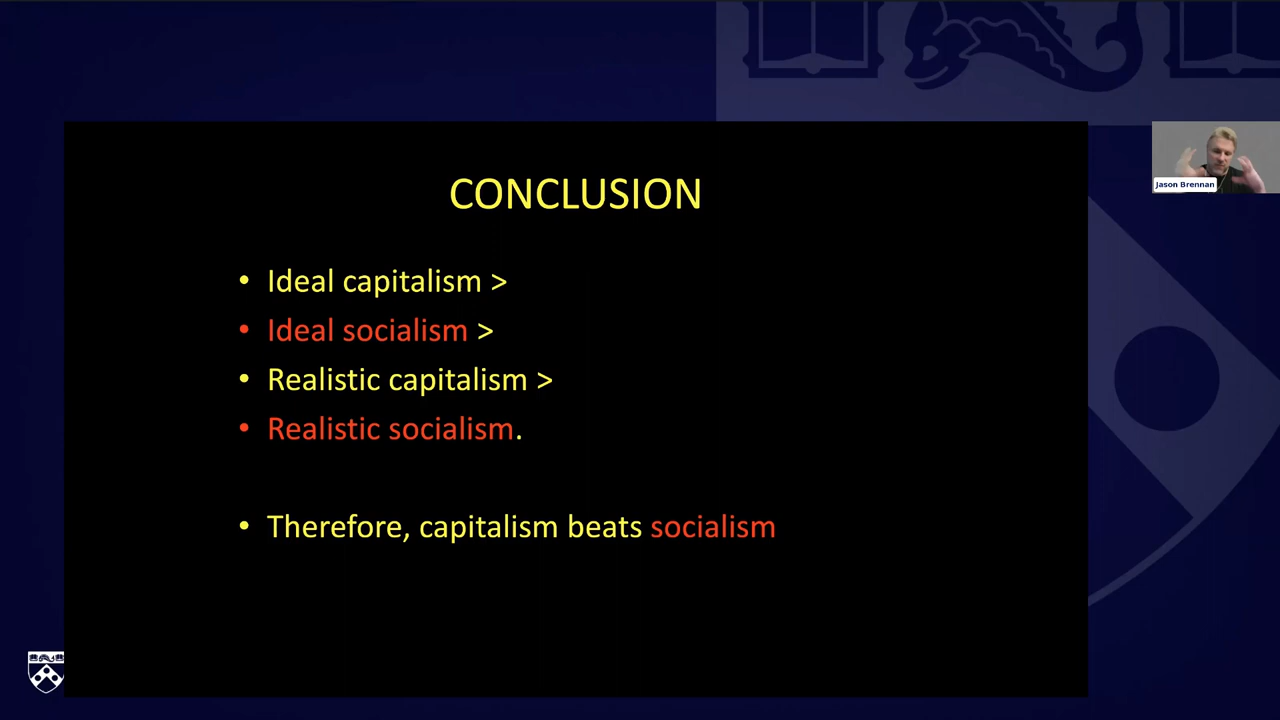 CONCLUSION
• Ideal capitalism >
• Ideal socialism >
• Realistic capitalism >
• Realistic socialism.
• Therefore, capitalism beats socialism
Jason Brennan